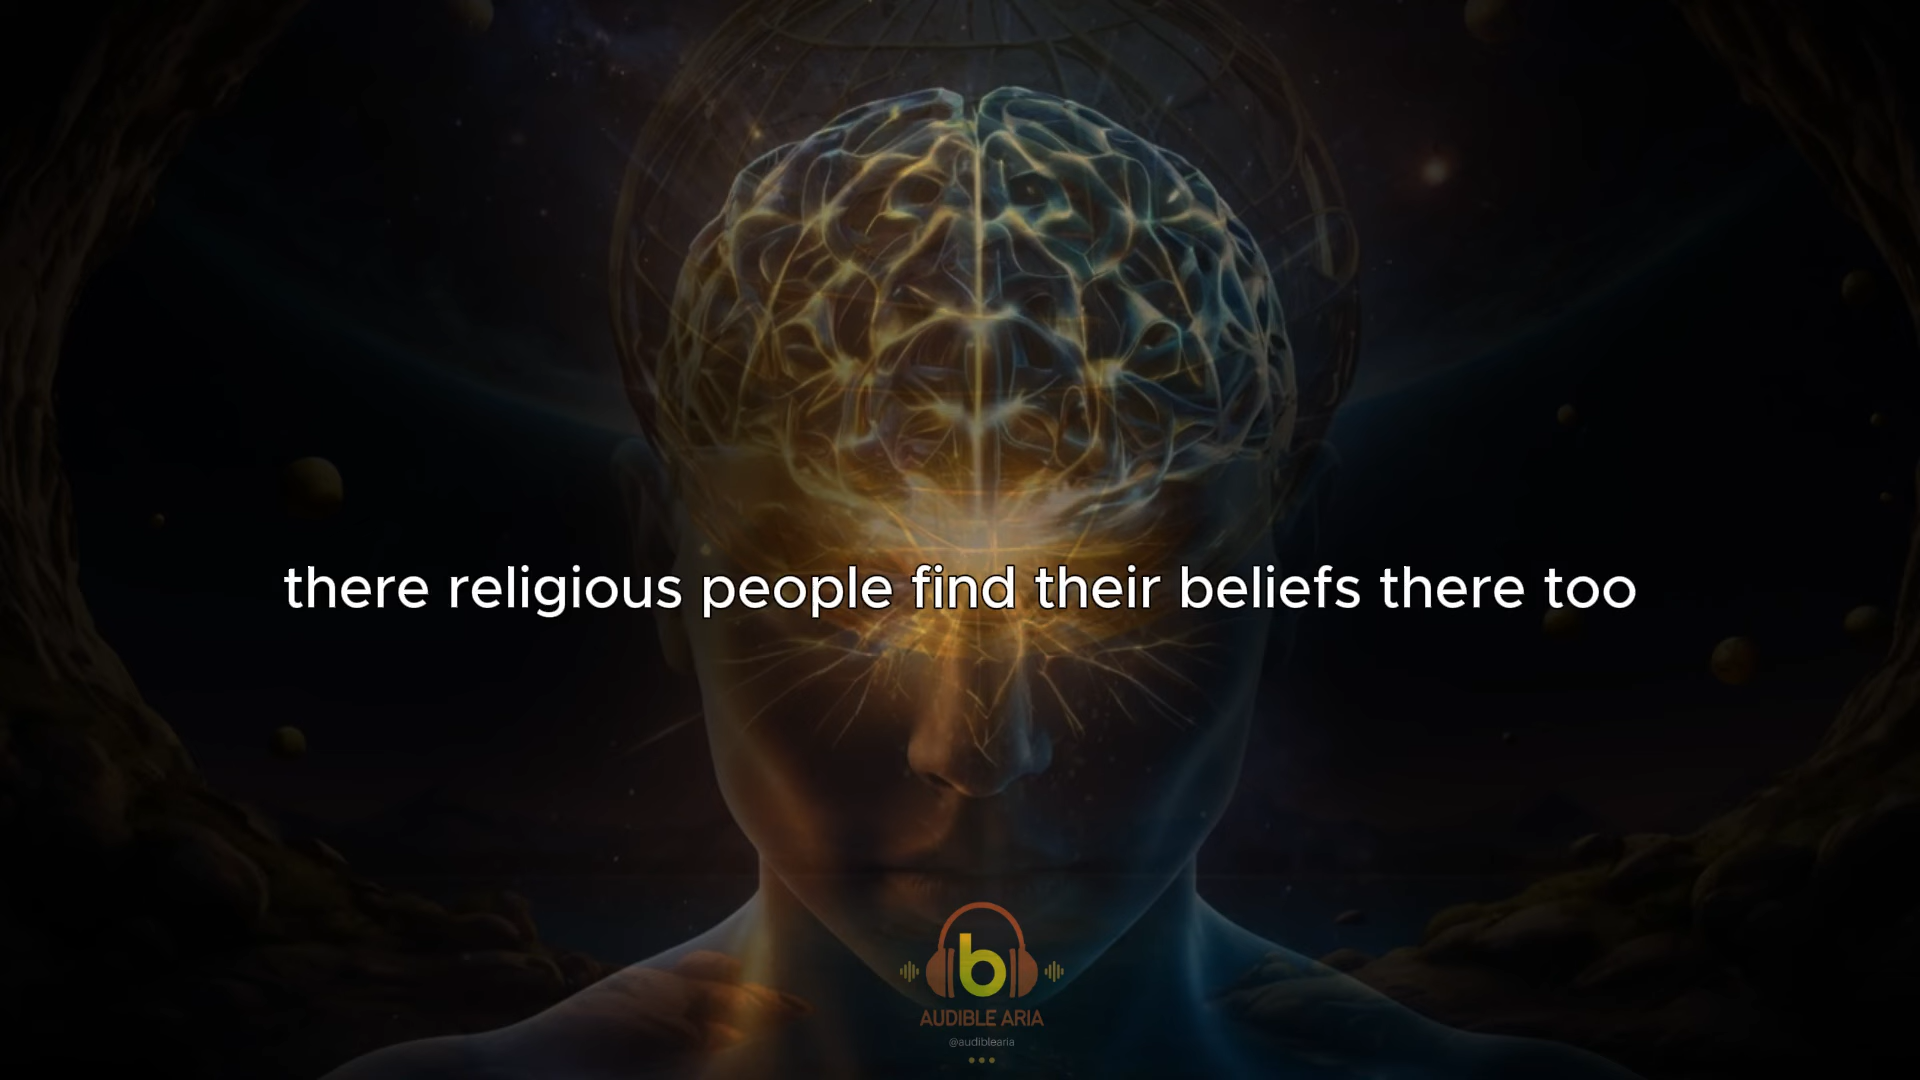 there religious people find their beliefs there too
b
AUDIBLE ARIA
@audiblearia